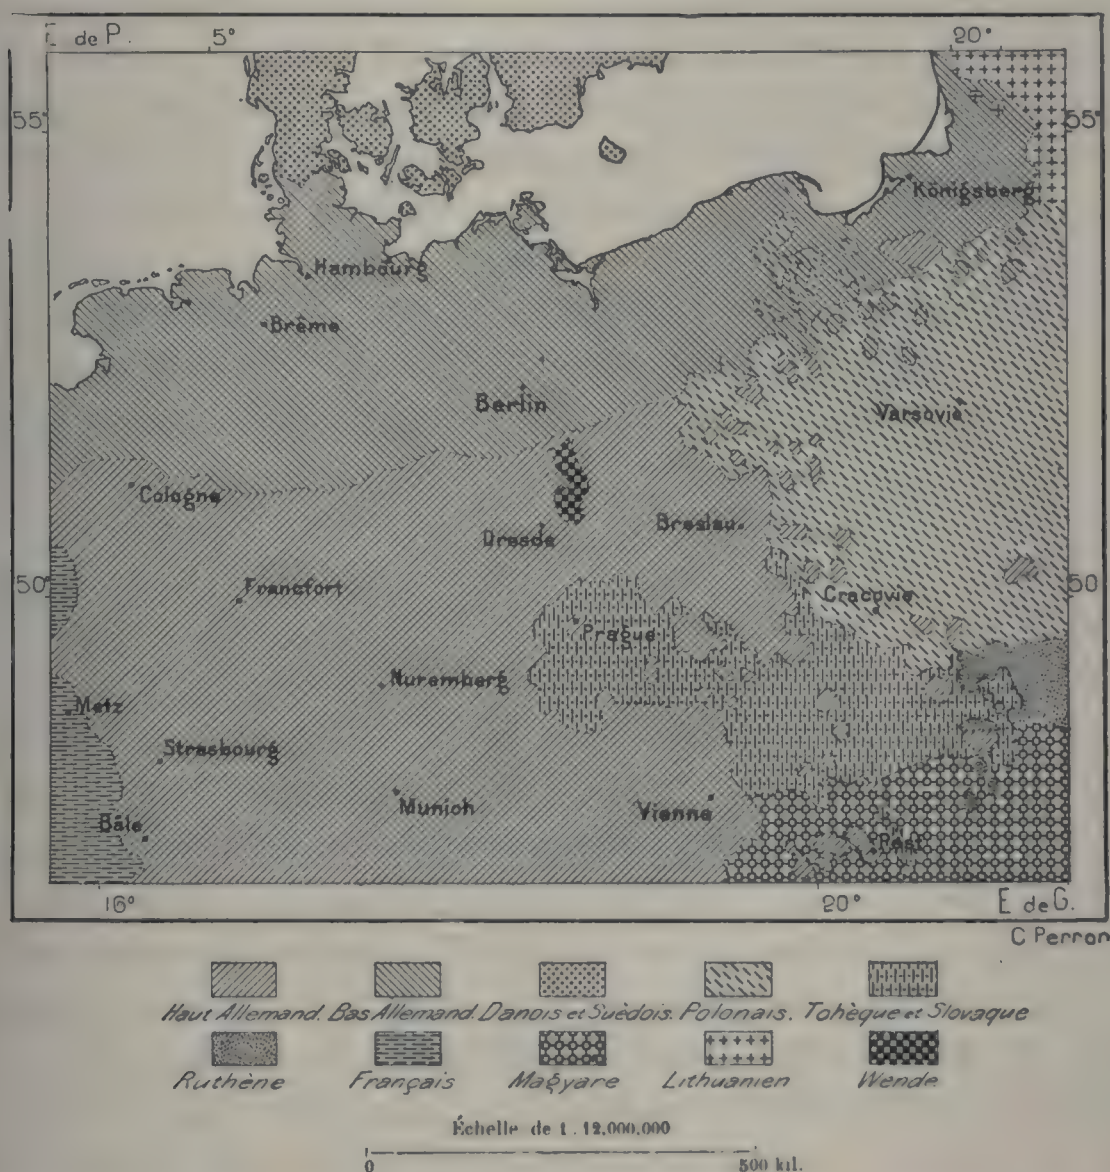 E de P. 5° 20°
55° 55°
Königsberg
Hambourg
Brême
Berlin
Varsovie
Cologne
Breslau
Dresde
50° Francfort Cracovie 50
Prague
Nuremberg
Metz
Strasbourg
Munich Vienne
Bâle Pest
16° 20° E de G.
C Perron
Haut Allemand. Bas Allemand. Danois et Suédois. Polonais. Tchèque et Slovaque
Ruthène Français Magyare Lithuanien Wende
Échelle de 1 : 12,000,000
0 500 kil.